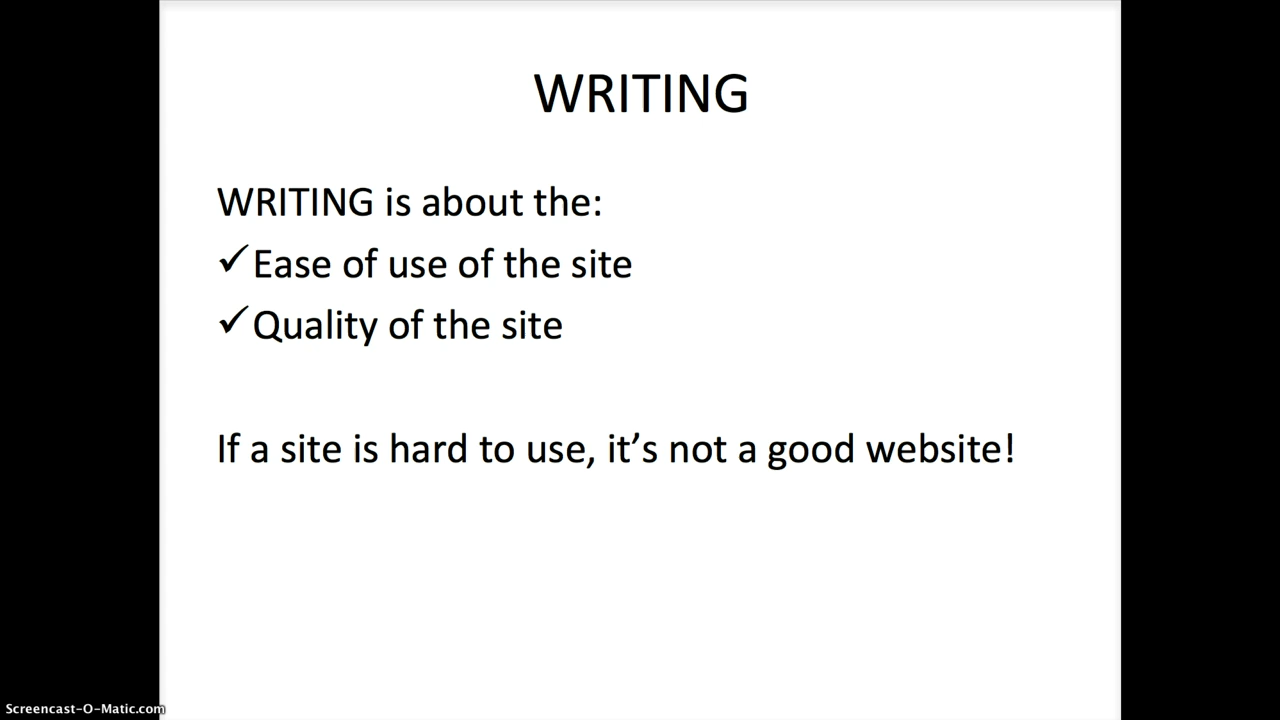 WRITING
WRITING is about the:
✓Ease of use of the site
✓Quality of the site
If a site is hard to use, it’s not a good website!
Screencast-O-Matic.com